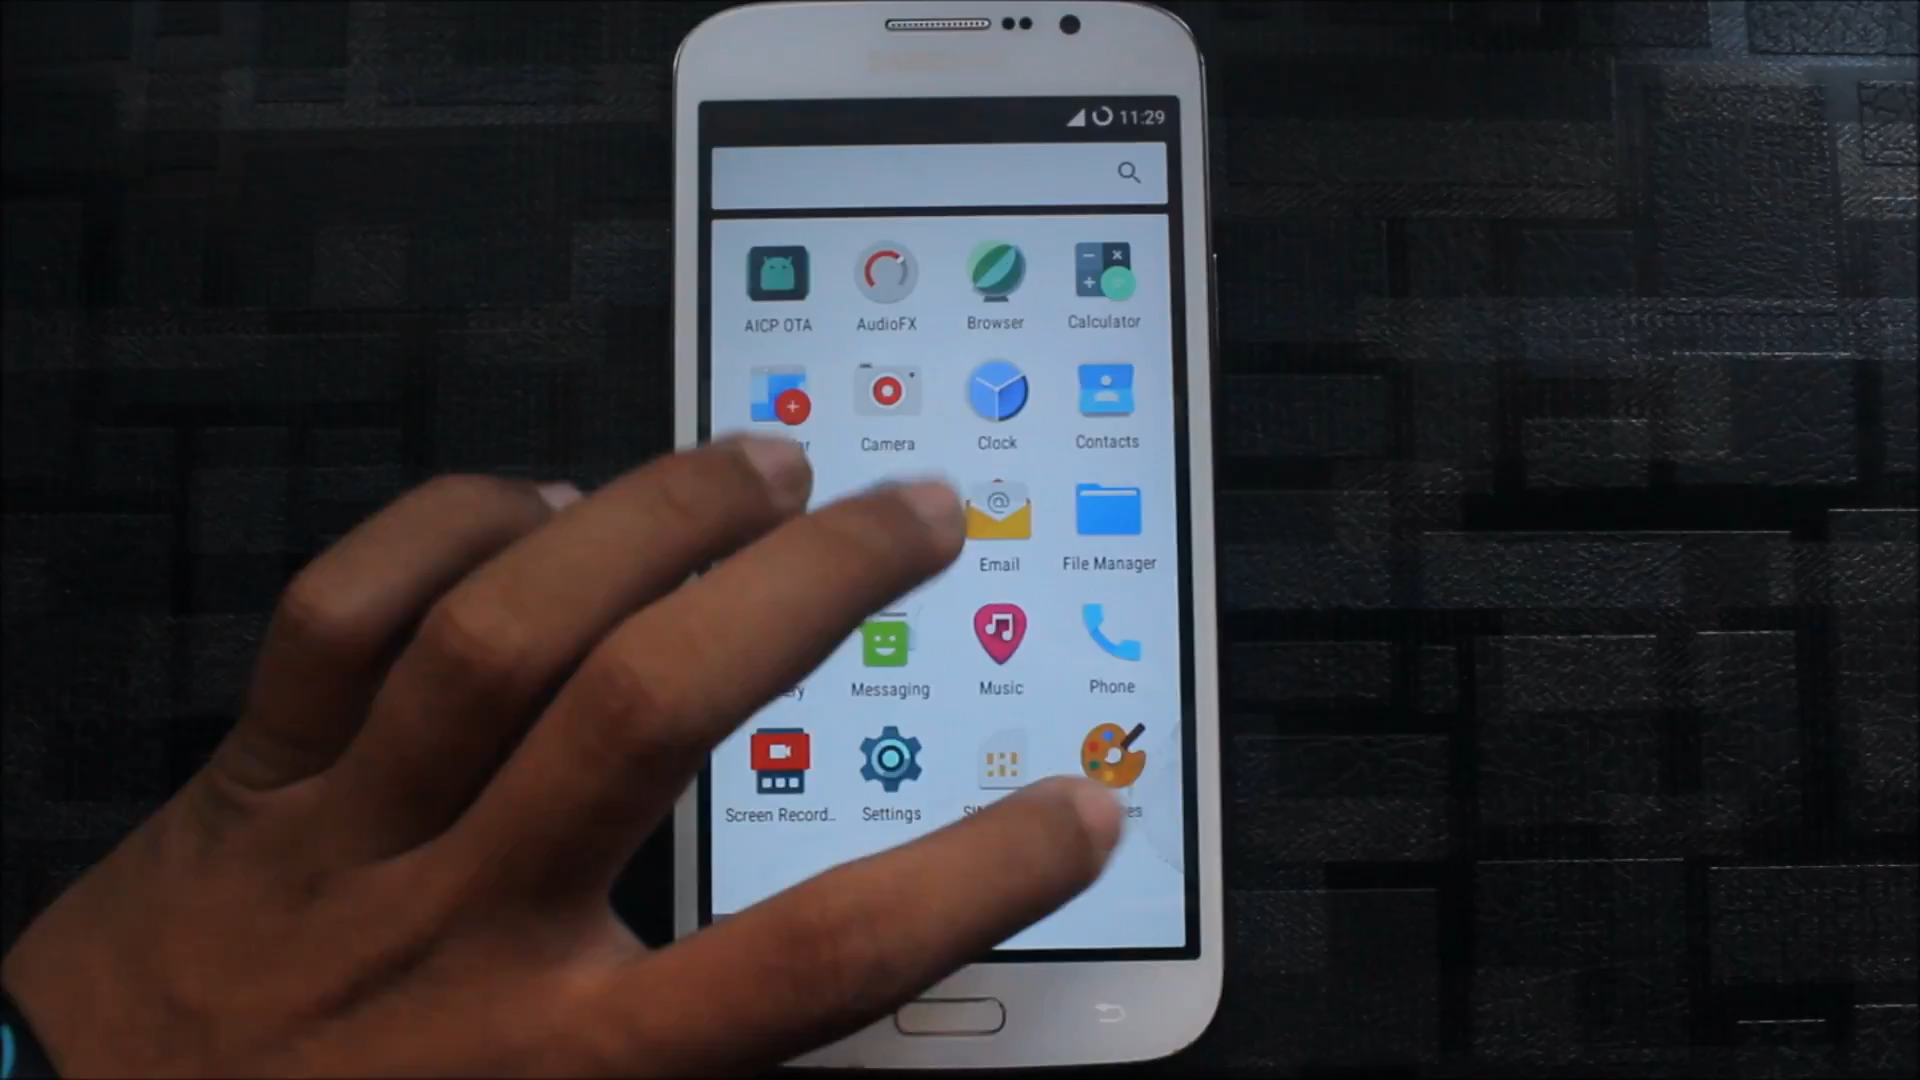 11:29
AICP OTA
AudioFX
Browser
Calculator
Camera
Clock
Contacts
@
Email
File Manager
Messaging
Music
Phone
Screen Record..
Settings